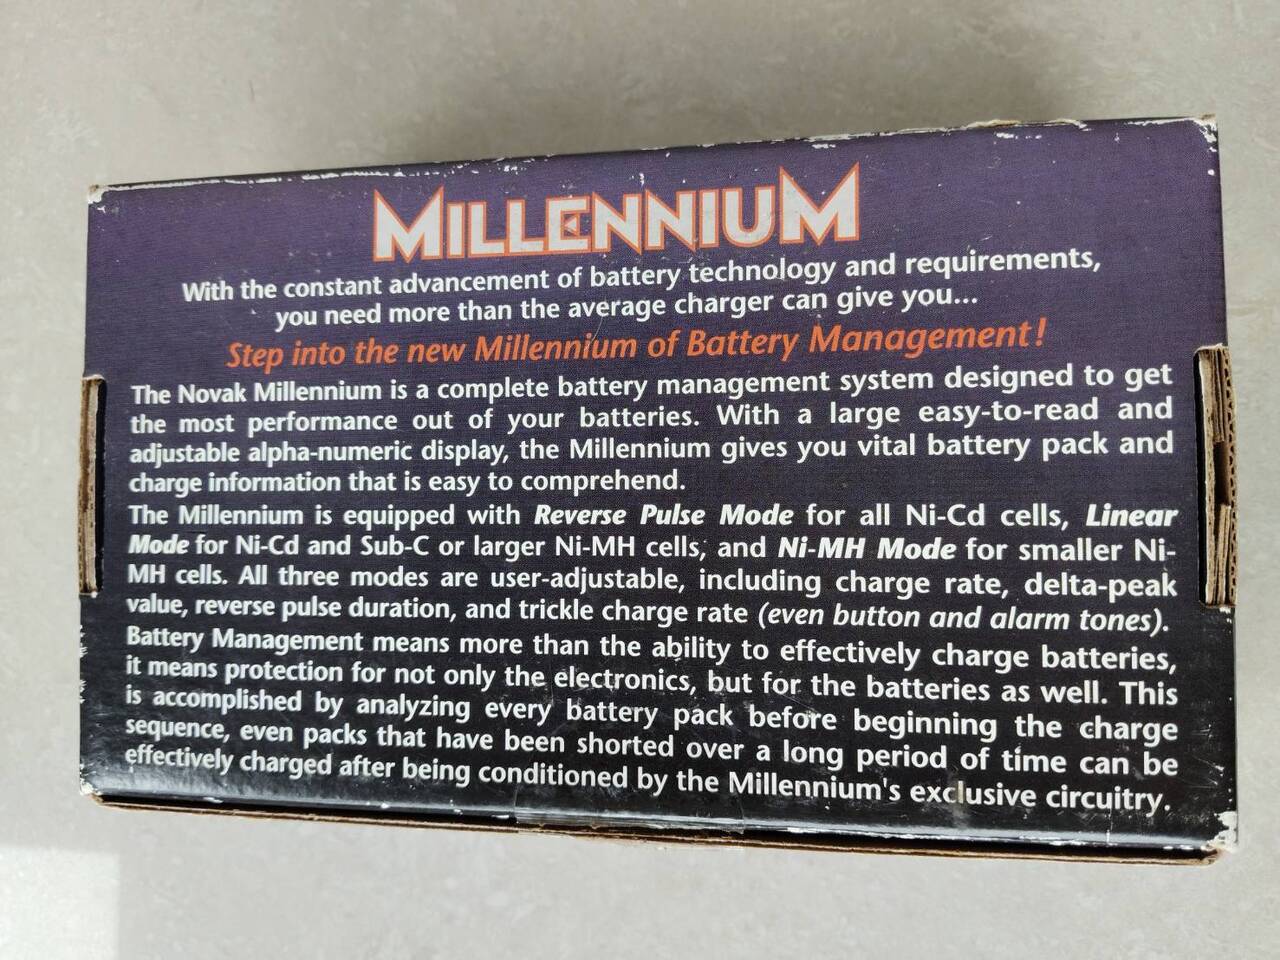 MILLENNIUM
With the constant advancement of battery technology and requirements,
you need more than the average charger can give you...
Step into the new Millennium of Battery Management!
The Novak Millennium is a complete battery management system designed to get
the most performance out of your batteries. With a large easy-to-read and
adjustable alpha-numeric display, the Millennium gives you vital battery pack and
charge information that is easy to comprehend.
The Millennium is equipped with Reverse Pulse Mode for all Ni-Cd cells, Linear
Mode for Ni-Cd and Sub-C or larger Ni-MH cells, and Ni-MH Mode for smaller Ni-
MH cells. All three modes are user-adjustable, including charge rate, delta-peak
value, reverse pulse duration, and trickle charge rate (even button and alarm tones).
Battery Management means more than the ability to effectively charge batteries,
it means protection for not only the electronics, but for the batteries as well. This
is accomplished by analyzing every battery pack before beginning the charge
sequence, even packs that have been shorted over a long period of time can be
effectively charged after being conditioned by the Millennium's exclusive circuitry.